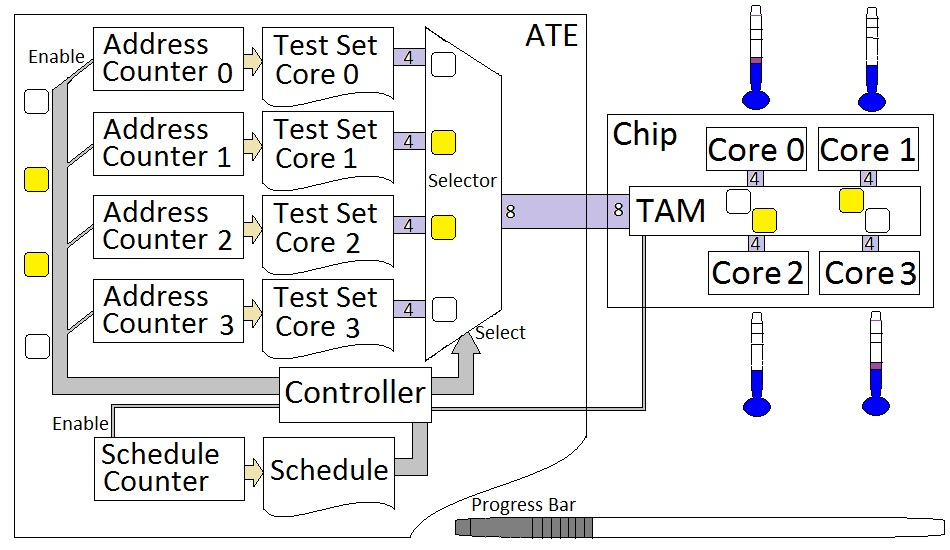 ATE
Enable
Address
Counter 0
Test Set
Core 0
4
Address
Counter 1
Test Set
Core 1
4
Selector
Address
Counter 2
Test Set
Core 2
4
Address
Counter 3
Test Set
Core 3
4
Select
8
8
Chip
Core 0
Core 1
4
4
TAM
4
4
Core 2
Core 3
Controller
Enable
Schedule
Counter
Schedule
Progress Bar